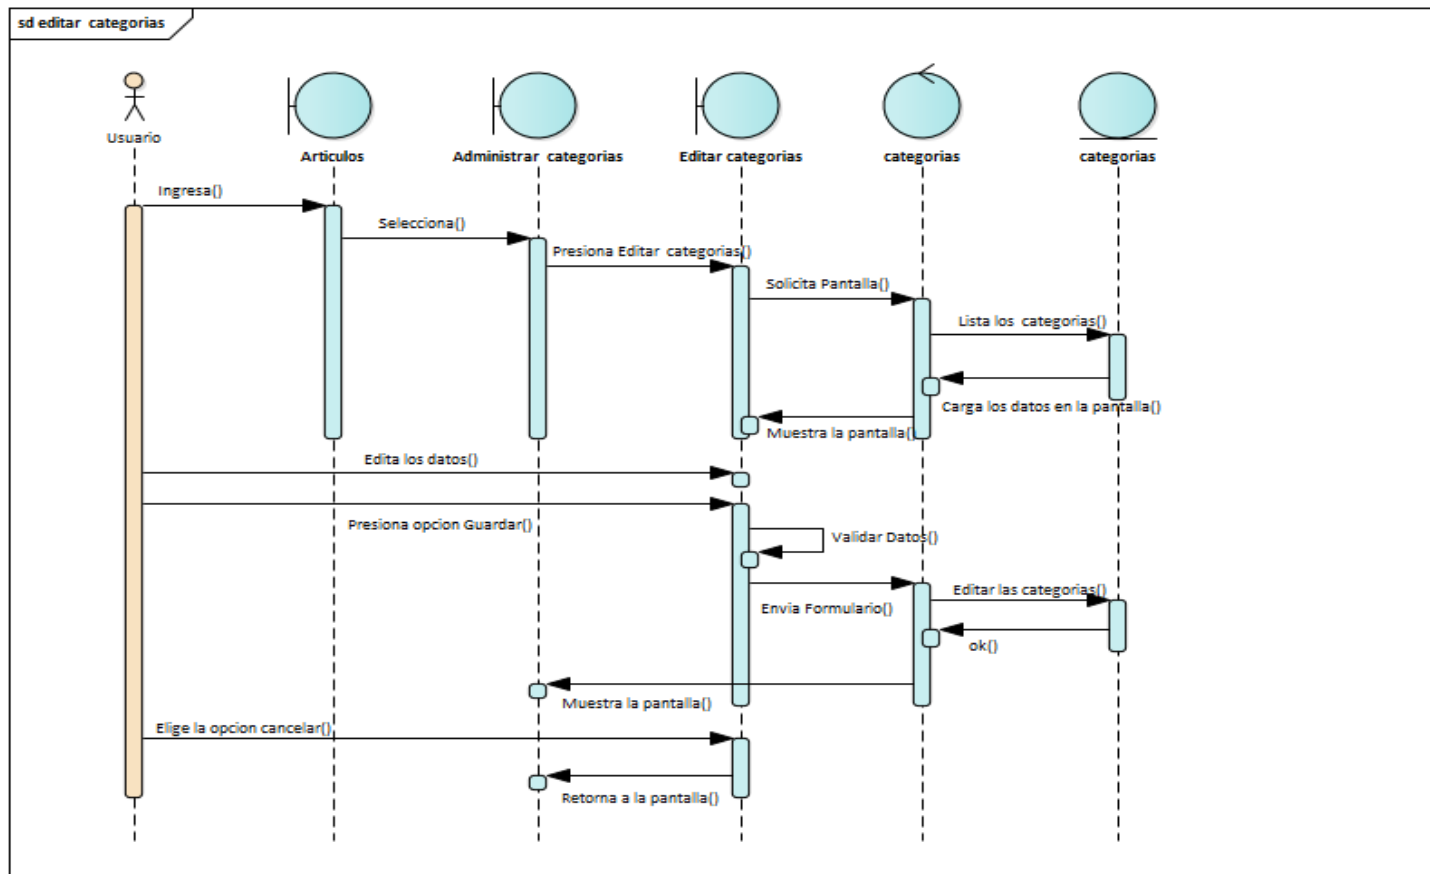 sd editar categorias
Usuario
Articulos
Administrar categorias
Editar categorias
categorias
categorias
Ingresa()
Selecciona()
Presiona Editar categorias()
Solicita Pantalla()
Lista los categorias()
Carga los datos en la pantalla()
Muestra la pantalla()
Edita los datos()
Presiona opcion Guardar()
Validar Datos()
Envia Formulario()
Editar las categorias()
ok()
Muestra la pantalla()
Elige la opcion cancelar()
Retorna a la pantalla()